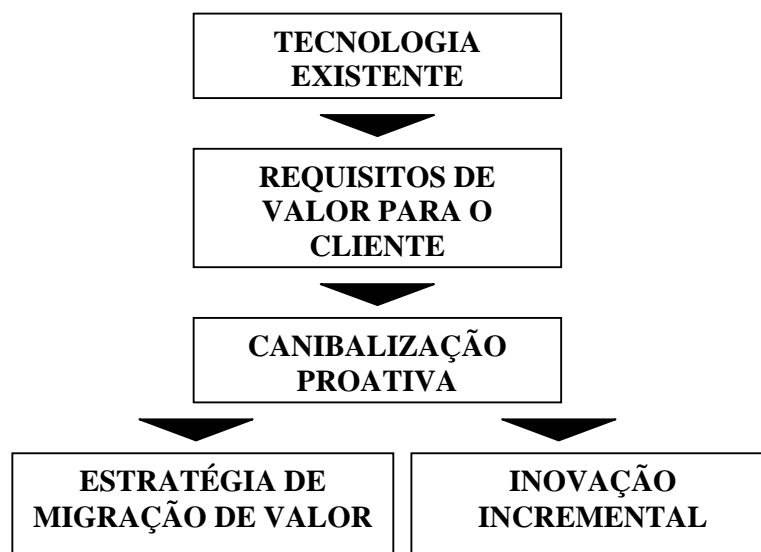 TECNOLOGIA
EXISTENTE
REQUISITOS DE
VALOR PARA O
CLIENTE
CANIBALIZAÇÃO
PROATIVA
ESTRATÉGIA DE
MIGRAÇÃO DE VALOR
INOVAÇÃO
INCREMENTAL